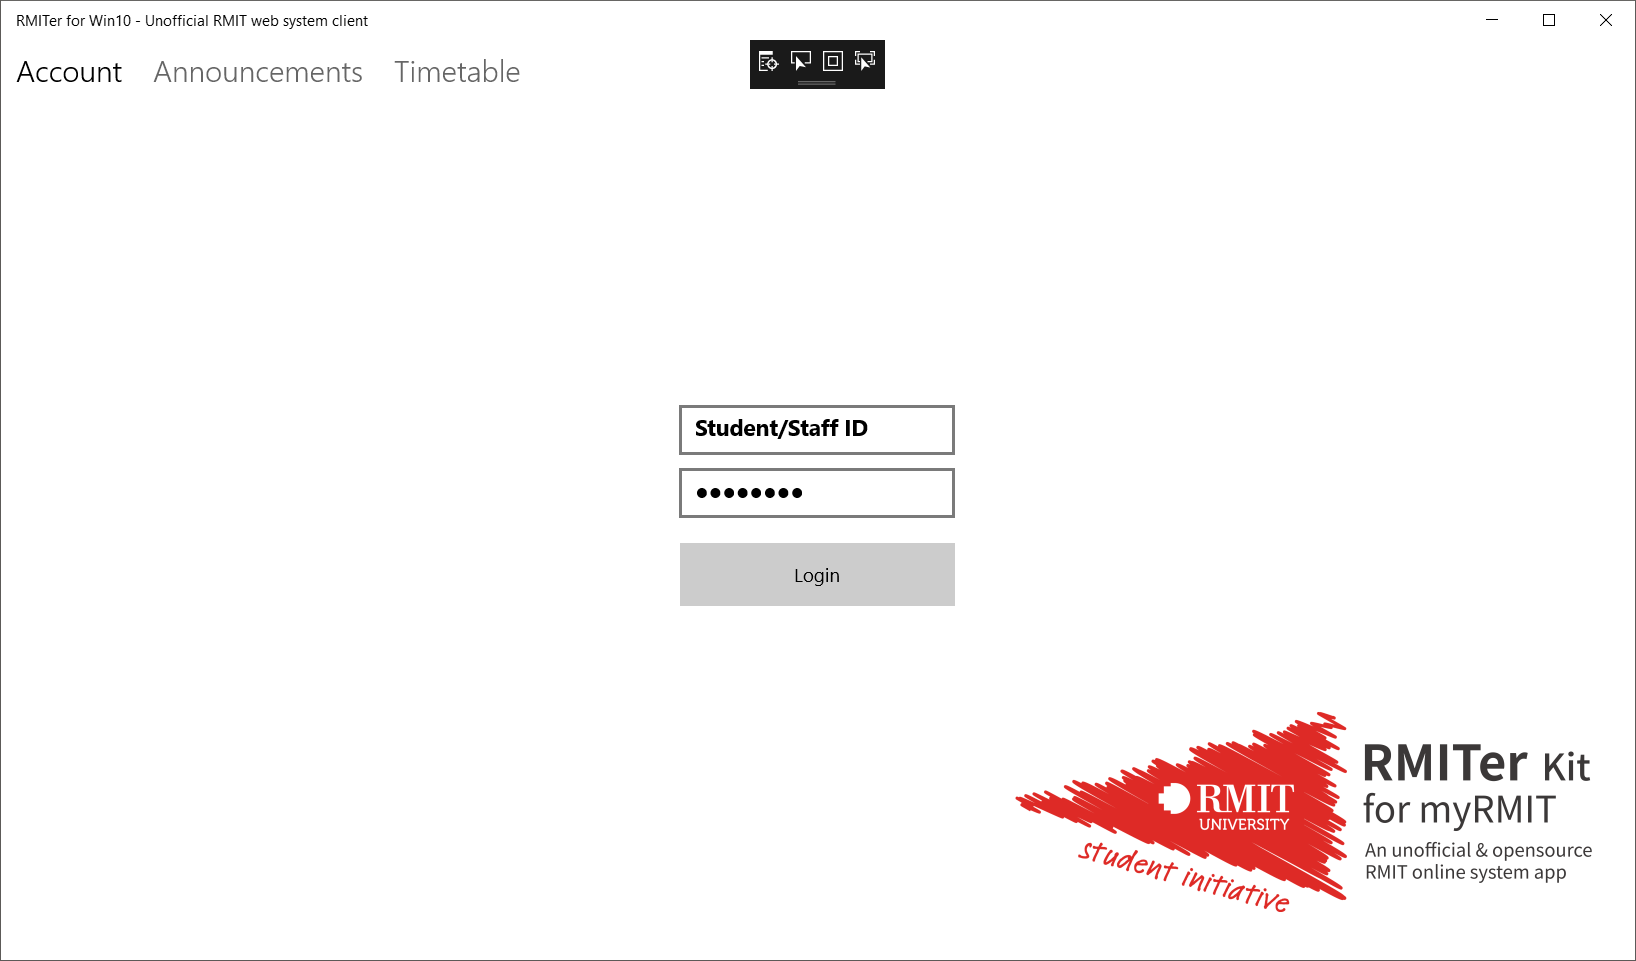 RMITer for Win10 - Unofficial RMIT web system client
Account Announcements Timetable
Student/Staff ID
●●●●●●●●
Login
RMIT
UNIVERSITY
student initiative
RMITer Kit
for myRMIT
An unofficial & opensource
RMIT online system app